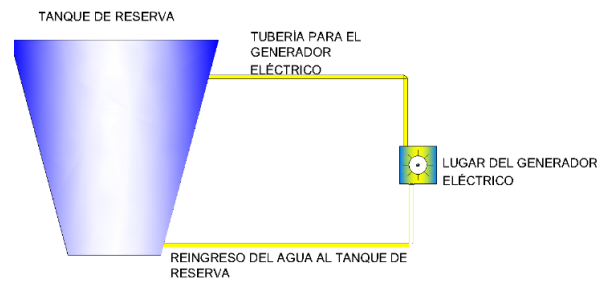 TANQUE DE RESERVA
TUBERÍA PARA EL
GENERADOR
ELÉCTRICO
LUGAR DEL GENERADOR
ELÉCTRICO
REINGRESO DEL AGUA AL TANQUE DE
RESERVA